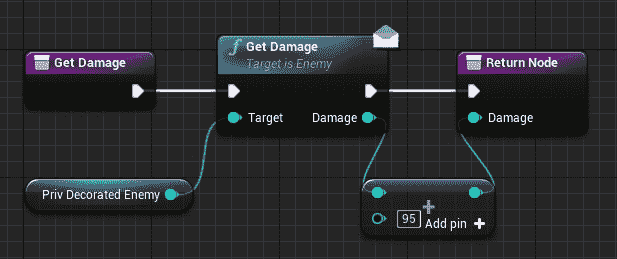 Get Damage
Get Damage
Target is Enemy
Return Node
Target
Damage
Damage
Priv Decorated Enemy
95
+
Add pin +